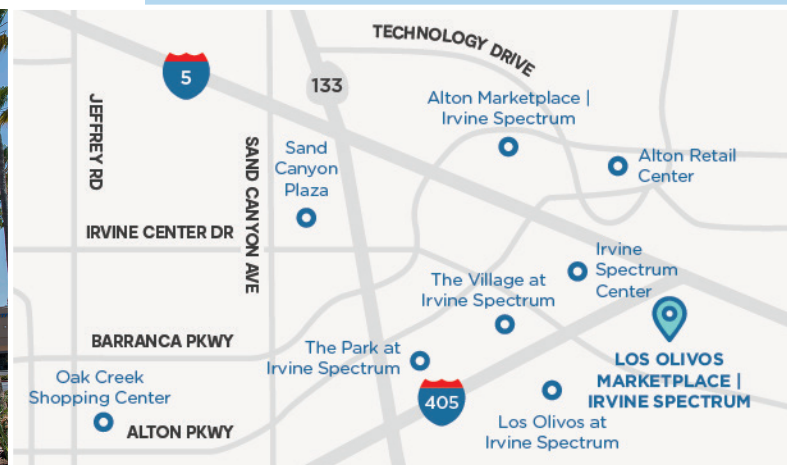 TECHNOLOGY DRIVE
5
133
JEFFREY RD
Alton Marketplace |
Irvine Spectrum
SAND CANYON AVE
Sand
Canyon
Plaza
Alton Retail
Center
IRVINE CENTER DR
Irvine
Spectrum
Center
The Village at
Irvine Spectrum
BARRANCA PKWY
The Park at
Irvine Spectrum
LOS OLIVOS
MARKETPLACE |
IRVINE SPECTRUM
Oak Creek
Shopping Center
405
Los Olivos at
Irvine Spectrum
ALTON PKWY